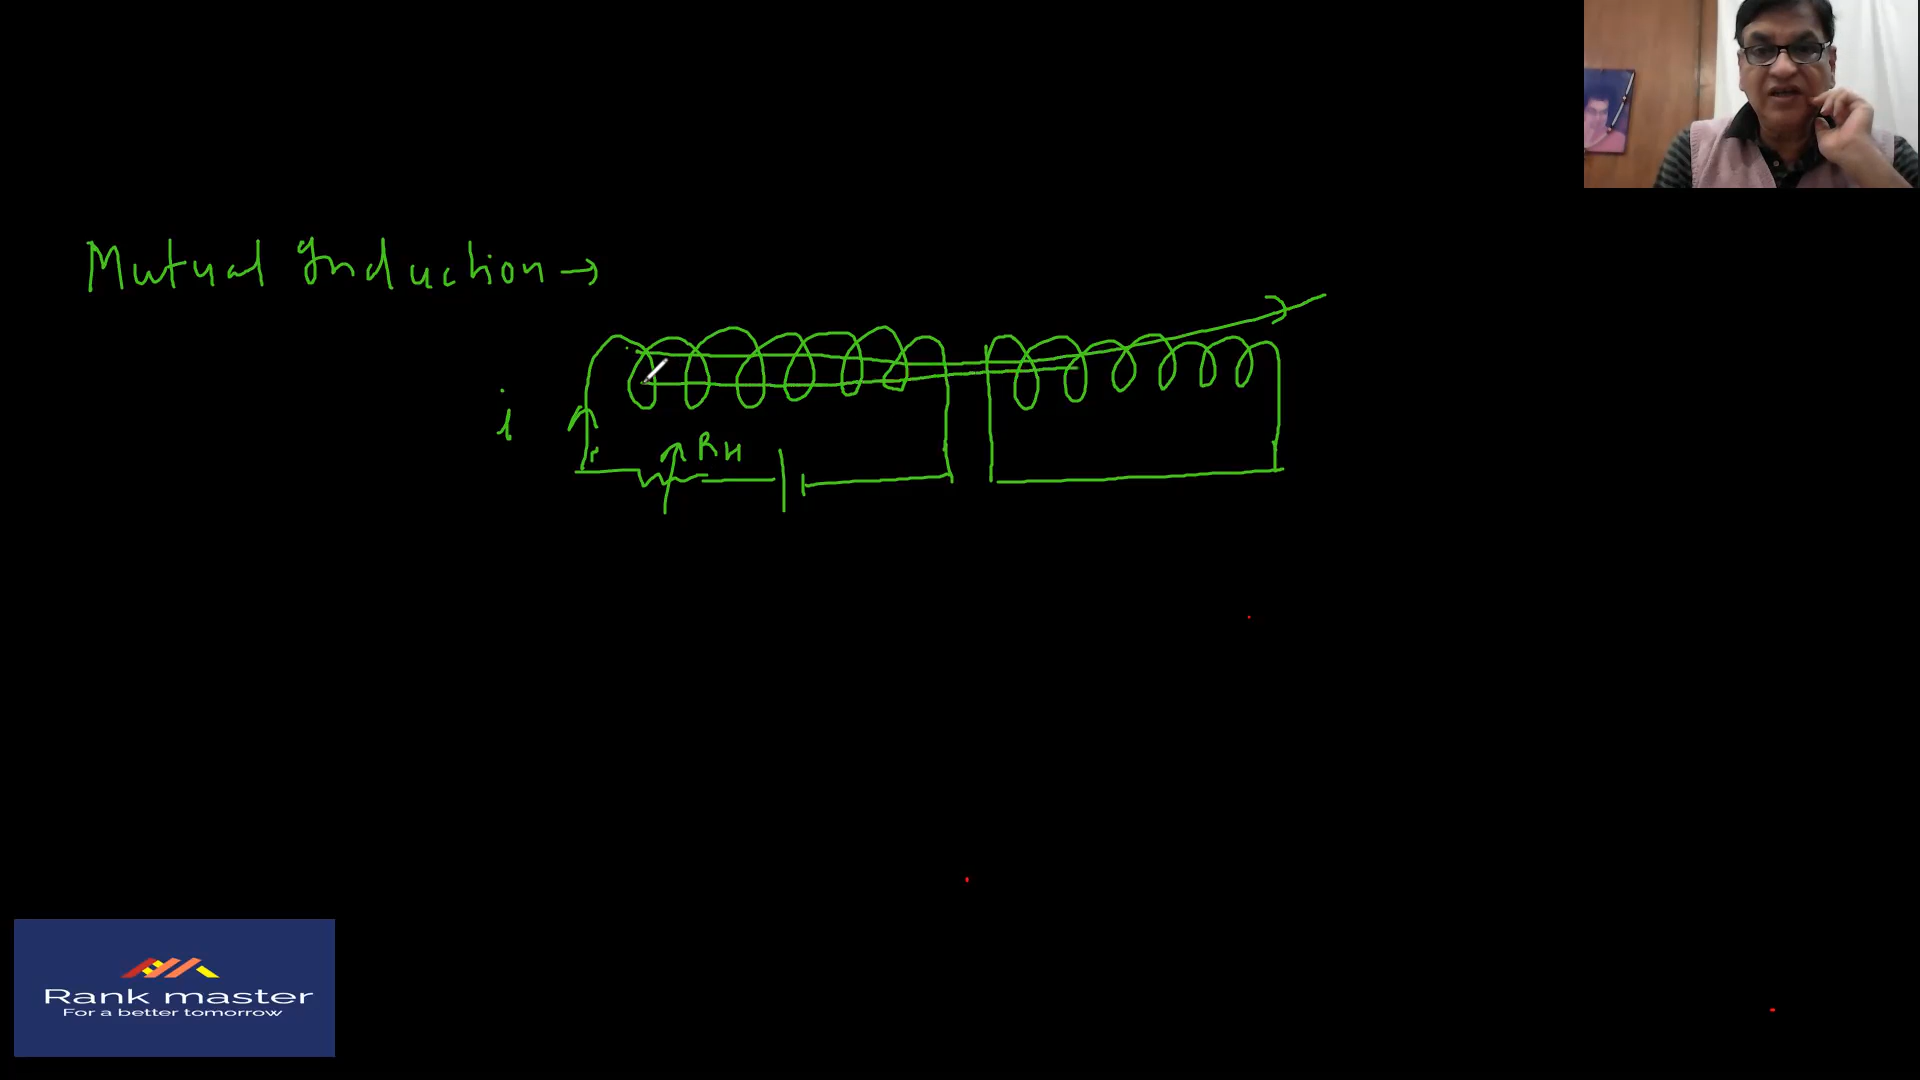 Mutual Induction →
i
RH
Rank master
For a better tomorrow